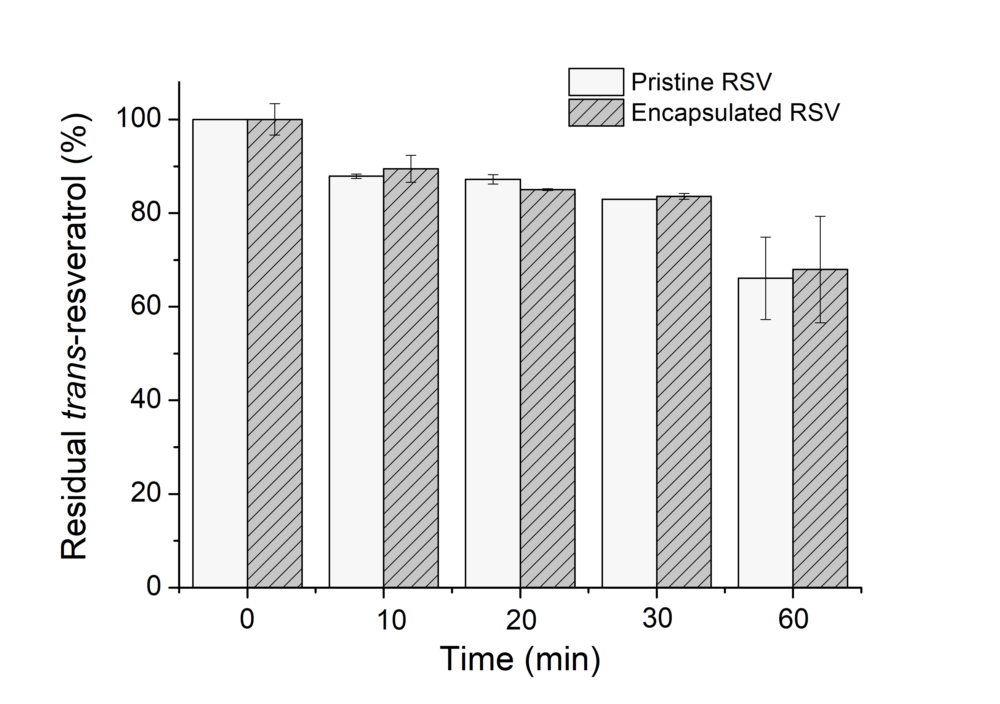 Pristine RSV
Encapsulated RSV
Residual trans-resveratrol (%)
100
80
60
40
20
0
0 10 20 30 60
Time (min)